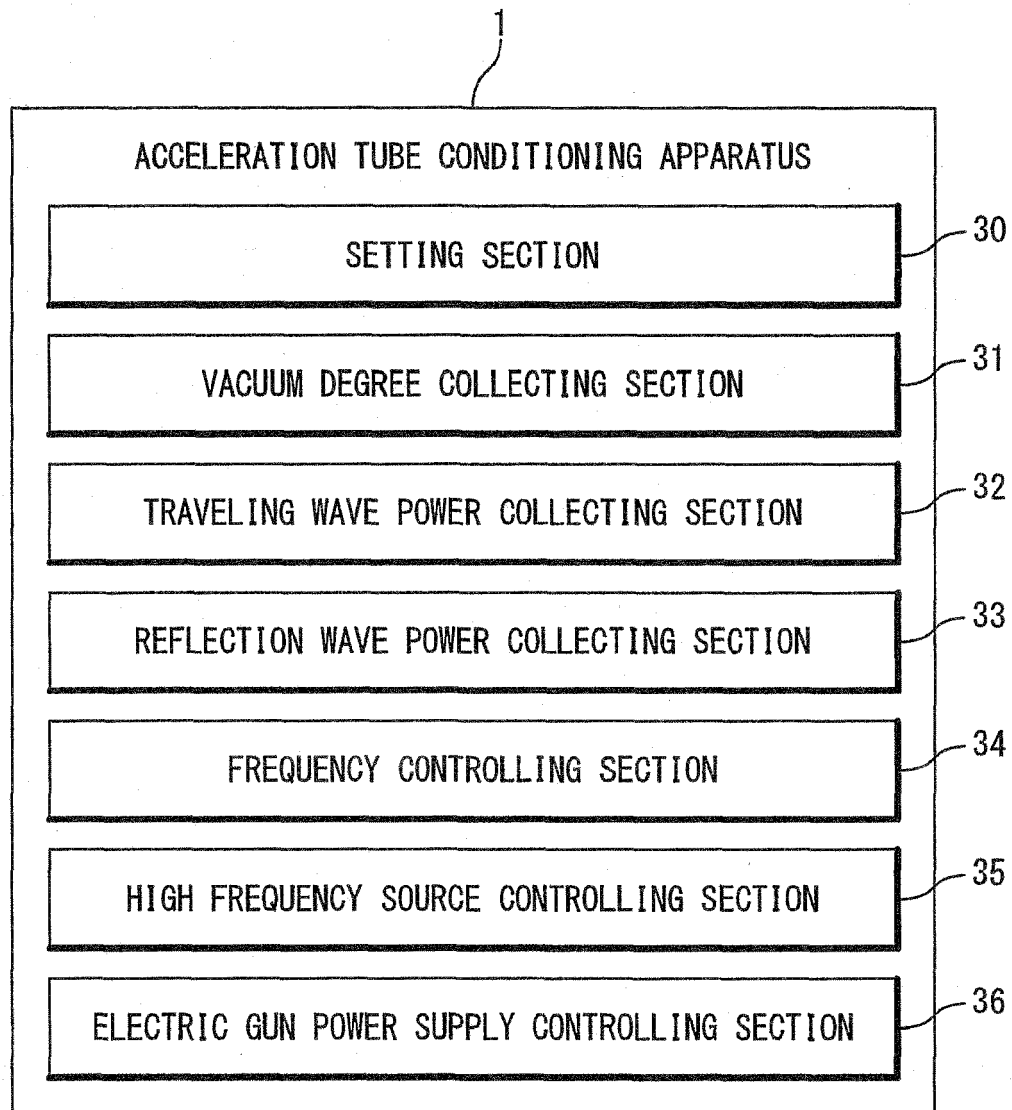 1
ACCELERATION TUBE CONDITIONING APPARATUS
SETTING SECTION
30
VACUUM DEGREE COLLECTING SECTION
31
TRAVELING WAVE POWER COLLECTING SECTION
32
REFLECTION WAVE POWER COLLECTING SECTION
33
FREQUENCY CONTROLLING SECTION
34
HIGH FREQUENCY SOURCE CONTROLLING SECTION
35
ELECTRIC GUN POWER SUPPLY CONTROLLING SECTION
36